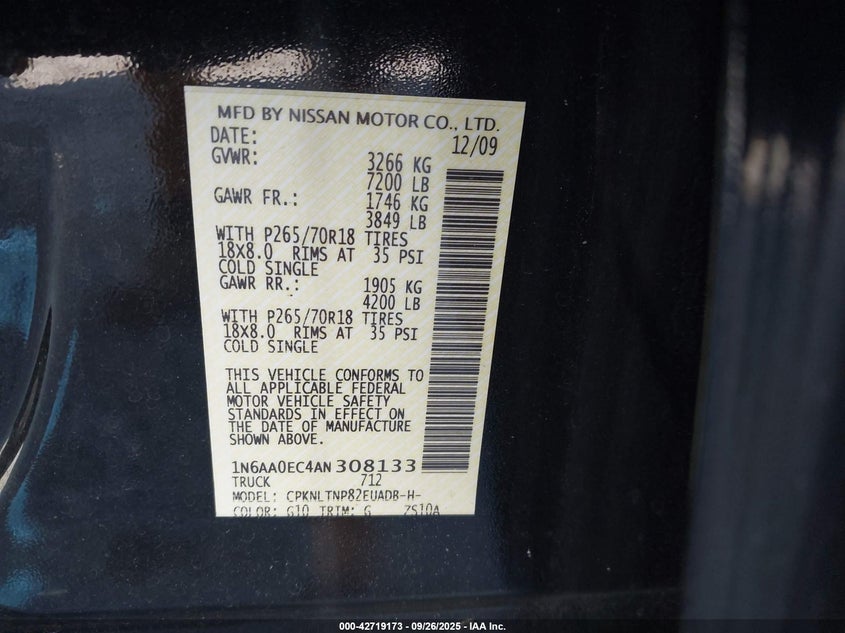 MFD BY NISSAN MOTOR CO., LTD.
DATE: 12/09
GVWR: 3266 KG
7200 LB
GAWR FR.: 1746 KG
3849 LB
WITH P265/70R18 TIRES
18X8.0 RIMS AT 35 PSI
COLD SINGLE
GAWR RR.: 1905 KG
4200 LB
WITH P265/70R18 TIRES
18X8.0 RIMS AT 35 PSI
COLD SINGLE
THIS VEHICLE CONFORMS TO
ALL APPLICABLE FEDERAL
MOTOR VEHICLE SAFETY
STANDARDS IN EFFECT ON
THE DATE OF MANUFACTURE
SHOWN ABOVE.
1N6AA0EC4AN308133
TRUCK 712
MODEL: CPKNLTNP82EUADB-H-
COLOR: G10 TRIM: G ZS10A
000-42719173 - 09/26/2025 - IAA Inc.